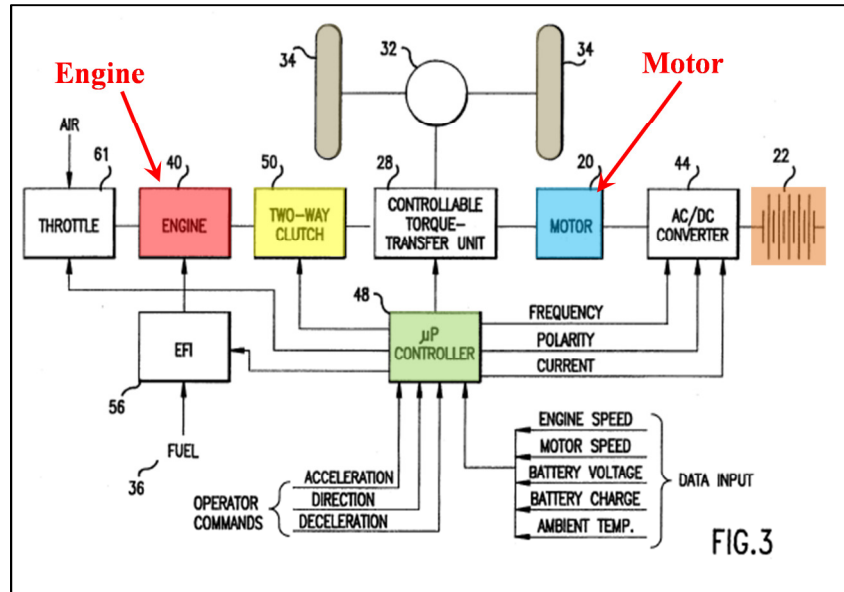 34
32
34
Engine
Motor
AIR
61
40
50
28
20
44
22
THROTTLE
ENGINE
TWO-WAY
CLUTCH
CONTROLLABLE
TORQUE-
TRANSFER UNIT
MOTOR
AC/DC
CONVERTER
48
FREQUENCY
EFI
µP
CONTROLLER
POLARITY
CURRENT
56
FUEL
36
ENGINE SPEED
MOTOR SPEED
BATTERY VOLTAGE
BATTERY CHARGE
AMBIENT TEMP.
DATA INPUT
OPERATOR
COMMANDS
ACCELERATION
DIRECTION
DECELERATION
FIG.3